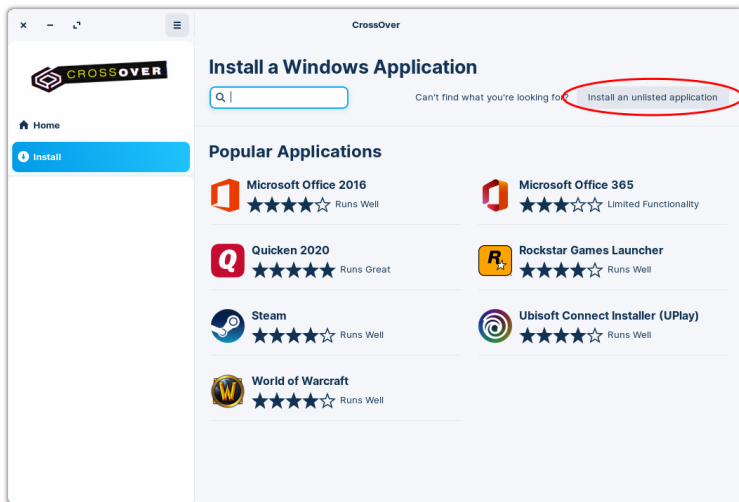 CrossOver
CROSSOVER
Install a Windows Application
Can't find what you're looking for? Install an unlisted application
Home
Install
Popular Applications
Microsoft Office 2016
Runs Well
Microsoft Office 365
Limited Functionality
Quicken 2020
Runs Great
Rockstar Games Launcher
Runs Well
Steam
Runs Well
Ubisoft Connect Installer (UPlay)
Runs Well
World of Warcraft
Runs Well